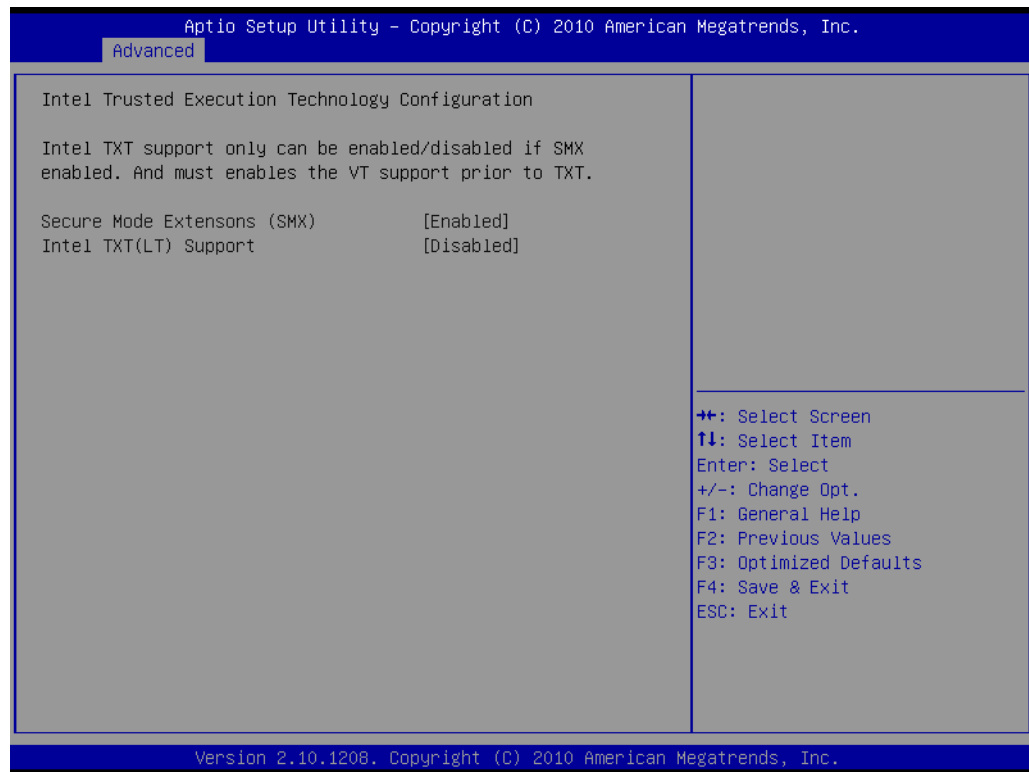 Aptio Setup Utility – Copyright (C) 2010 American Megatrends, Inc.
Advanced
Intel Trusted Execution Technology Configuration
Intel TXT support only can be enabled/disabled if SMX
enabled. And must enables the VT support prior to TXT.
Secure Mode Extensons (SMX) [Enabled]
Intel TXT(LT) Support [Disabled]
→←: Select Screen
↑↓: Select Item
Enter: Select
+/-: Change Opt.
F1: General Help
F2: Previous Values
F3: Optimized Defaults
F4: Save & Exit
ESC: Exit
Version 2.10.1208. Copyright (C) 2010 American Megatrends, Inc.